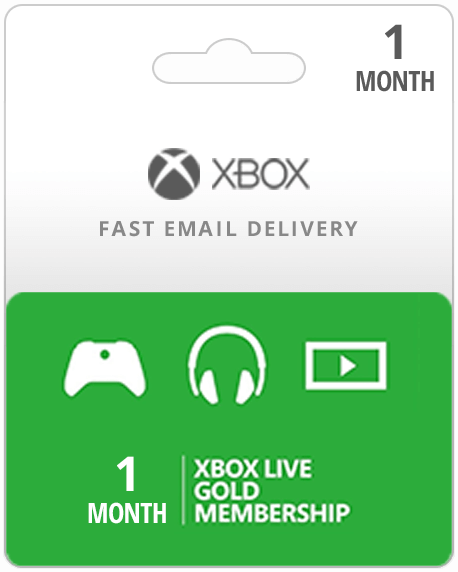 1
MONTH
XBOX
FAST EMAIL DELIVERY
1
MONTH
XBOX LIVE
GOLD
MEMBERSHIP